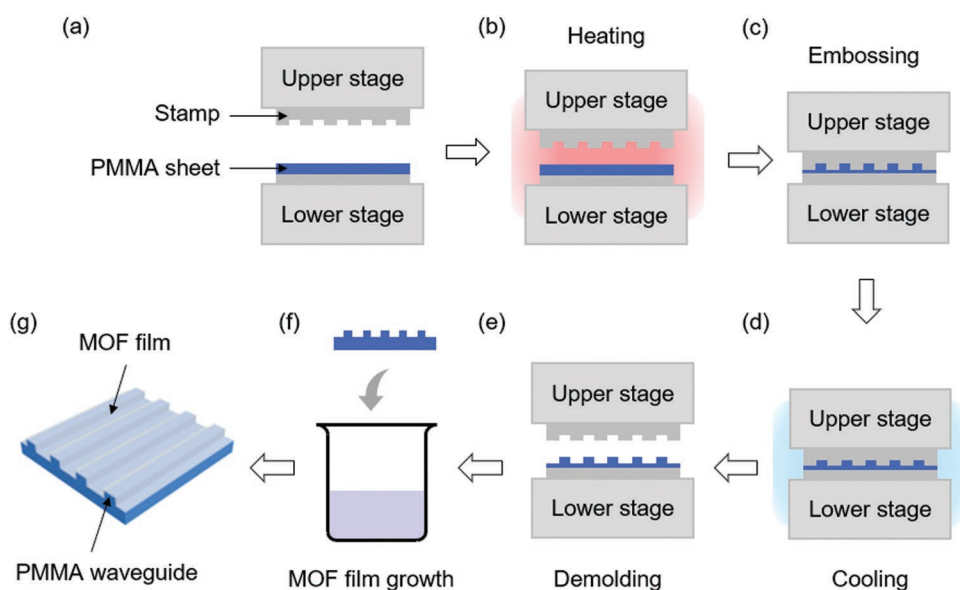 (a)
Upper stage
Stamp
PMMA sheet
Lower stage
(b)
Heating
Upper stage
Lower stage
(c)
Embossing
Upper stage
Lower stage
(g)
MOF film
PMMA waveguide
(f)
MOF film growth
(e)
Upper stage
Lower stage
Demolding
(d)
Upper stage
Lower stage
Cooling